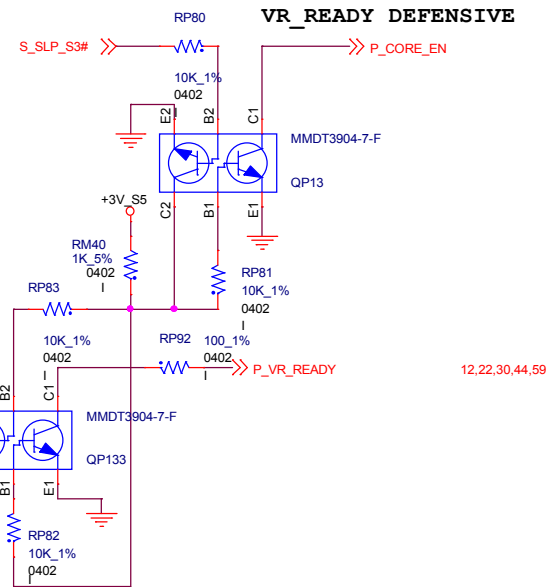 VR_READY DEFENSIVE
RP80
S_SLP_S3#
P_CORE_EN
10K_1%
0402
I
E2
B2
C1
MMDT3904-7-F
QP13
C2
B1
E1
+3V_S5
RM40
1K_5%
0402
I
RP81
10K_1%
0402
I
RP83
10K_1%
0402
I
RP92
100_1%
0402
I
P_VR_READY
12,22,30,44,59
B2
C1
MMDT3904-7-F
QP133
B1
E1
RP82
10K_1%
0402
I